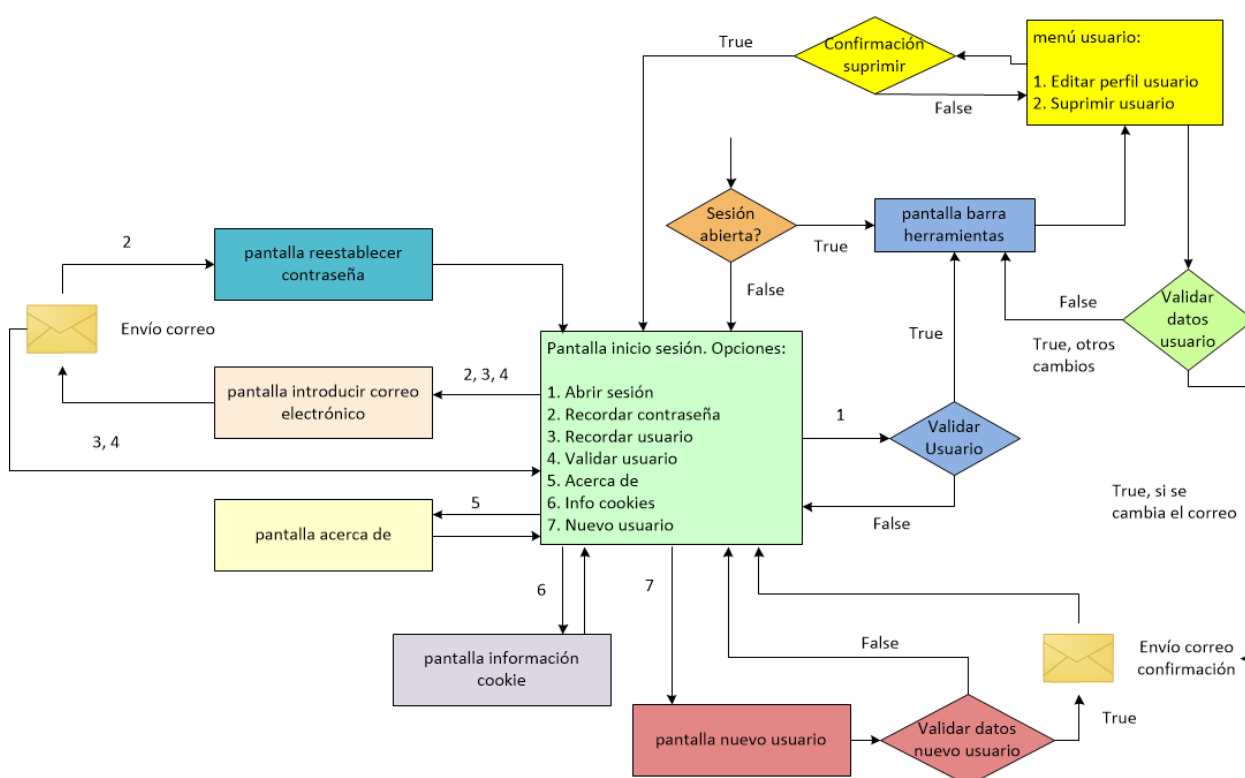 True
Confirmación
suprimir
False
menú usuario:
1. Editar perfil usuario
2. Suprimir usuario
Sesión
abierta?
True
False
pantalla barra
herramientas
2
pantalla reestablecer
contraseña
Envío correo
pantalla introducir correo
electrónico
2, 3, 4
3, 4
Pantalla inicio sesión. Opciones:
1. Abrir sesión
2. Recordar contraseña
3. Recordar usuario
4. Validar usuario
5. Acerca de
6. Info cookies
7. Nuevo usuario
1
True
Validar
Usuario
False
False
True, otros
cambios
Validar
datos
usuario
True, si se
cambia el correo
5
pantalla acerca de
6
pantalla información
cookie
7
pantalla nuevo usuario
False
Validar datos
nuevo usuario
True
Envío correo
confirmación